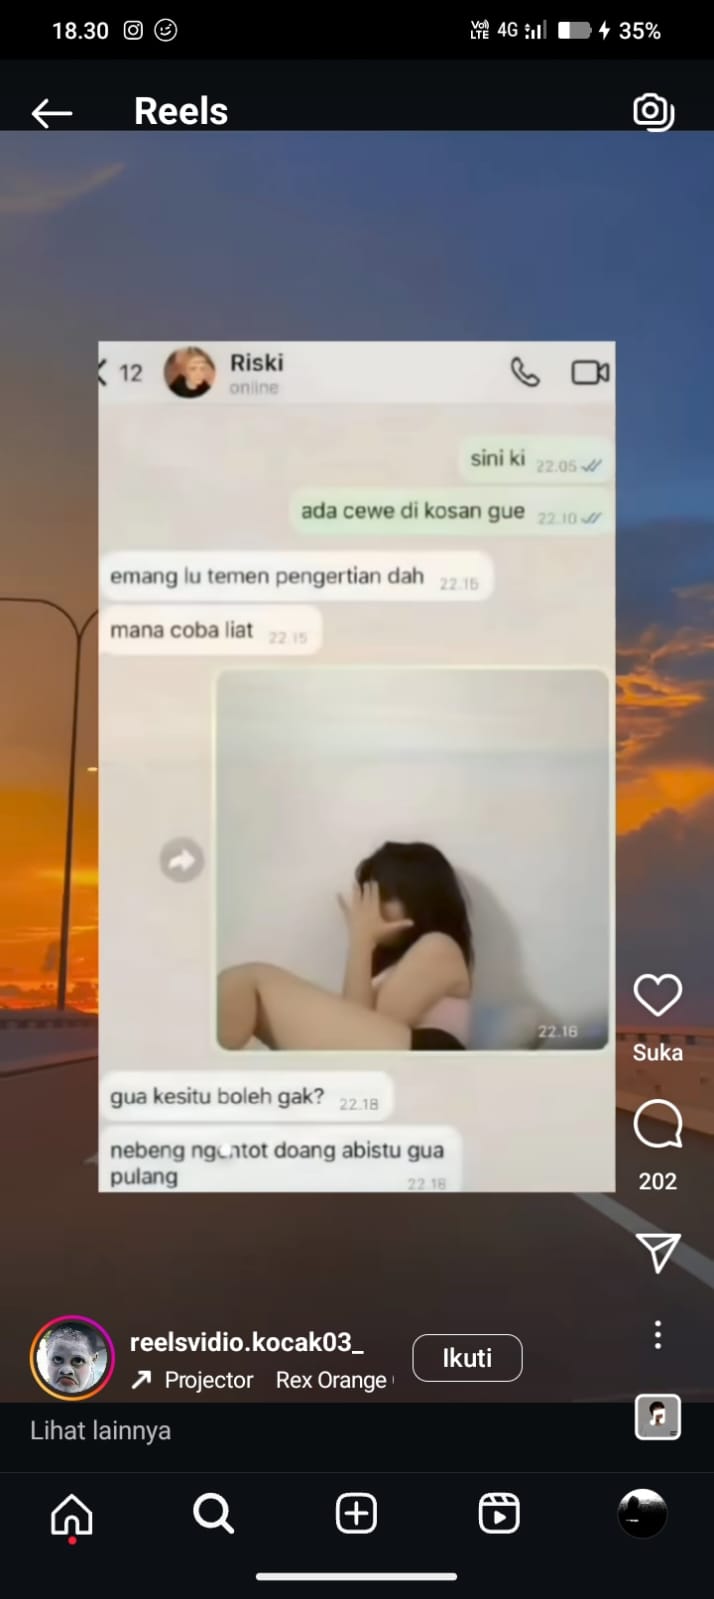 18.30
Vo) LTE 4G 35%
Reels
12 Riski
online
sini ki 22.05
ada cewe di kosan gue 22.10
emang lu temen pengertian dah 22.15
mana coba liat 22.15
22.16
gua kesitu boleh gak? 22.18
nebeng ngentot doang abistu gua
pulang 22.18
Suka
202
reelsvidio.kocak03_
Ikuti
Projector Rex Orange
Lihat lainnya